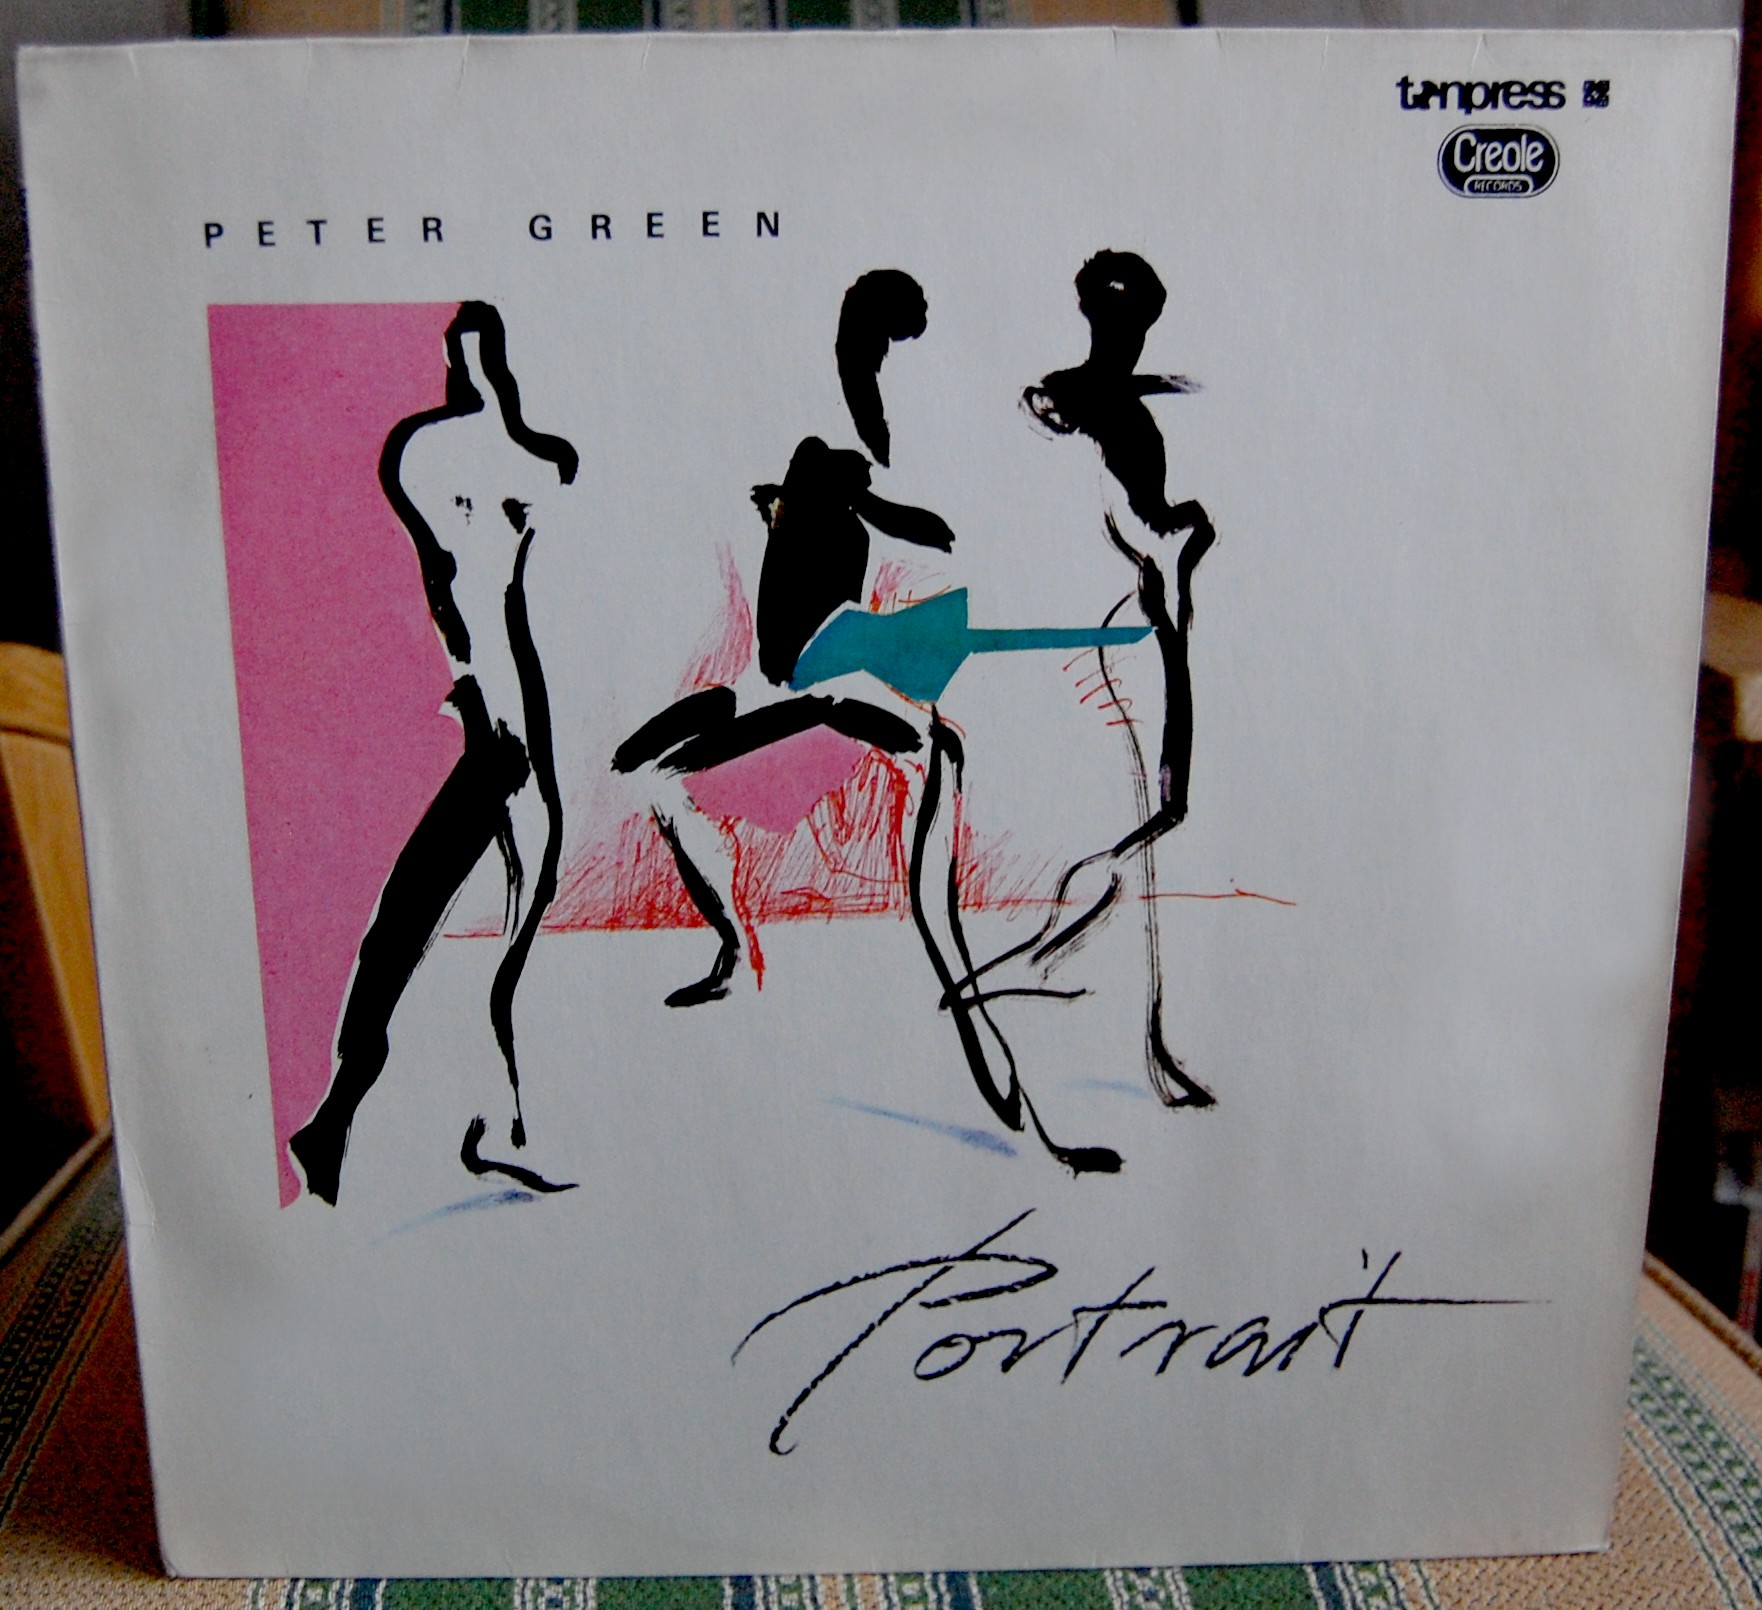 tonpress
Creole
RECORDS
PETER GREEN
Portrait